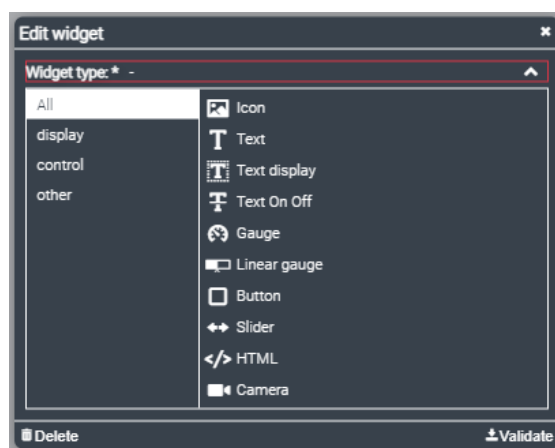 Edit widget
Widget type: * -
All
display
control
other
Icon
Text
Text display
Text On Off
Gauge
Linear gauge
Button
Slider
HTML
Camera
Delete
Validate